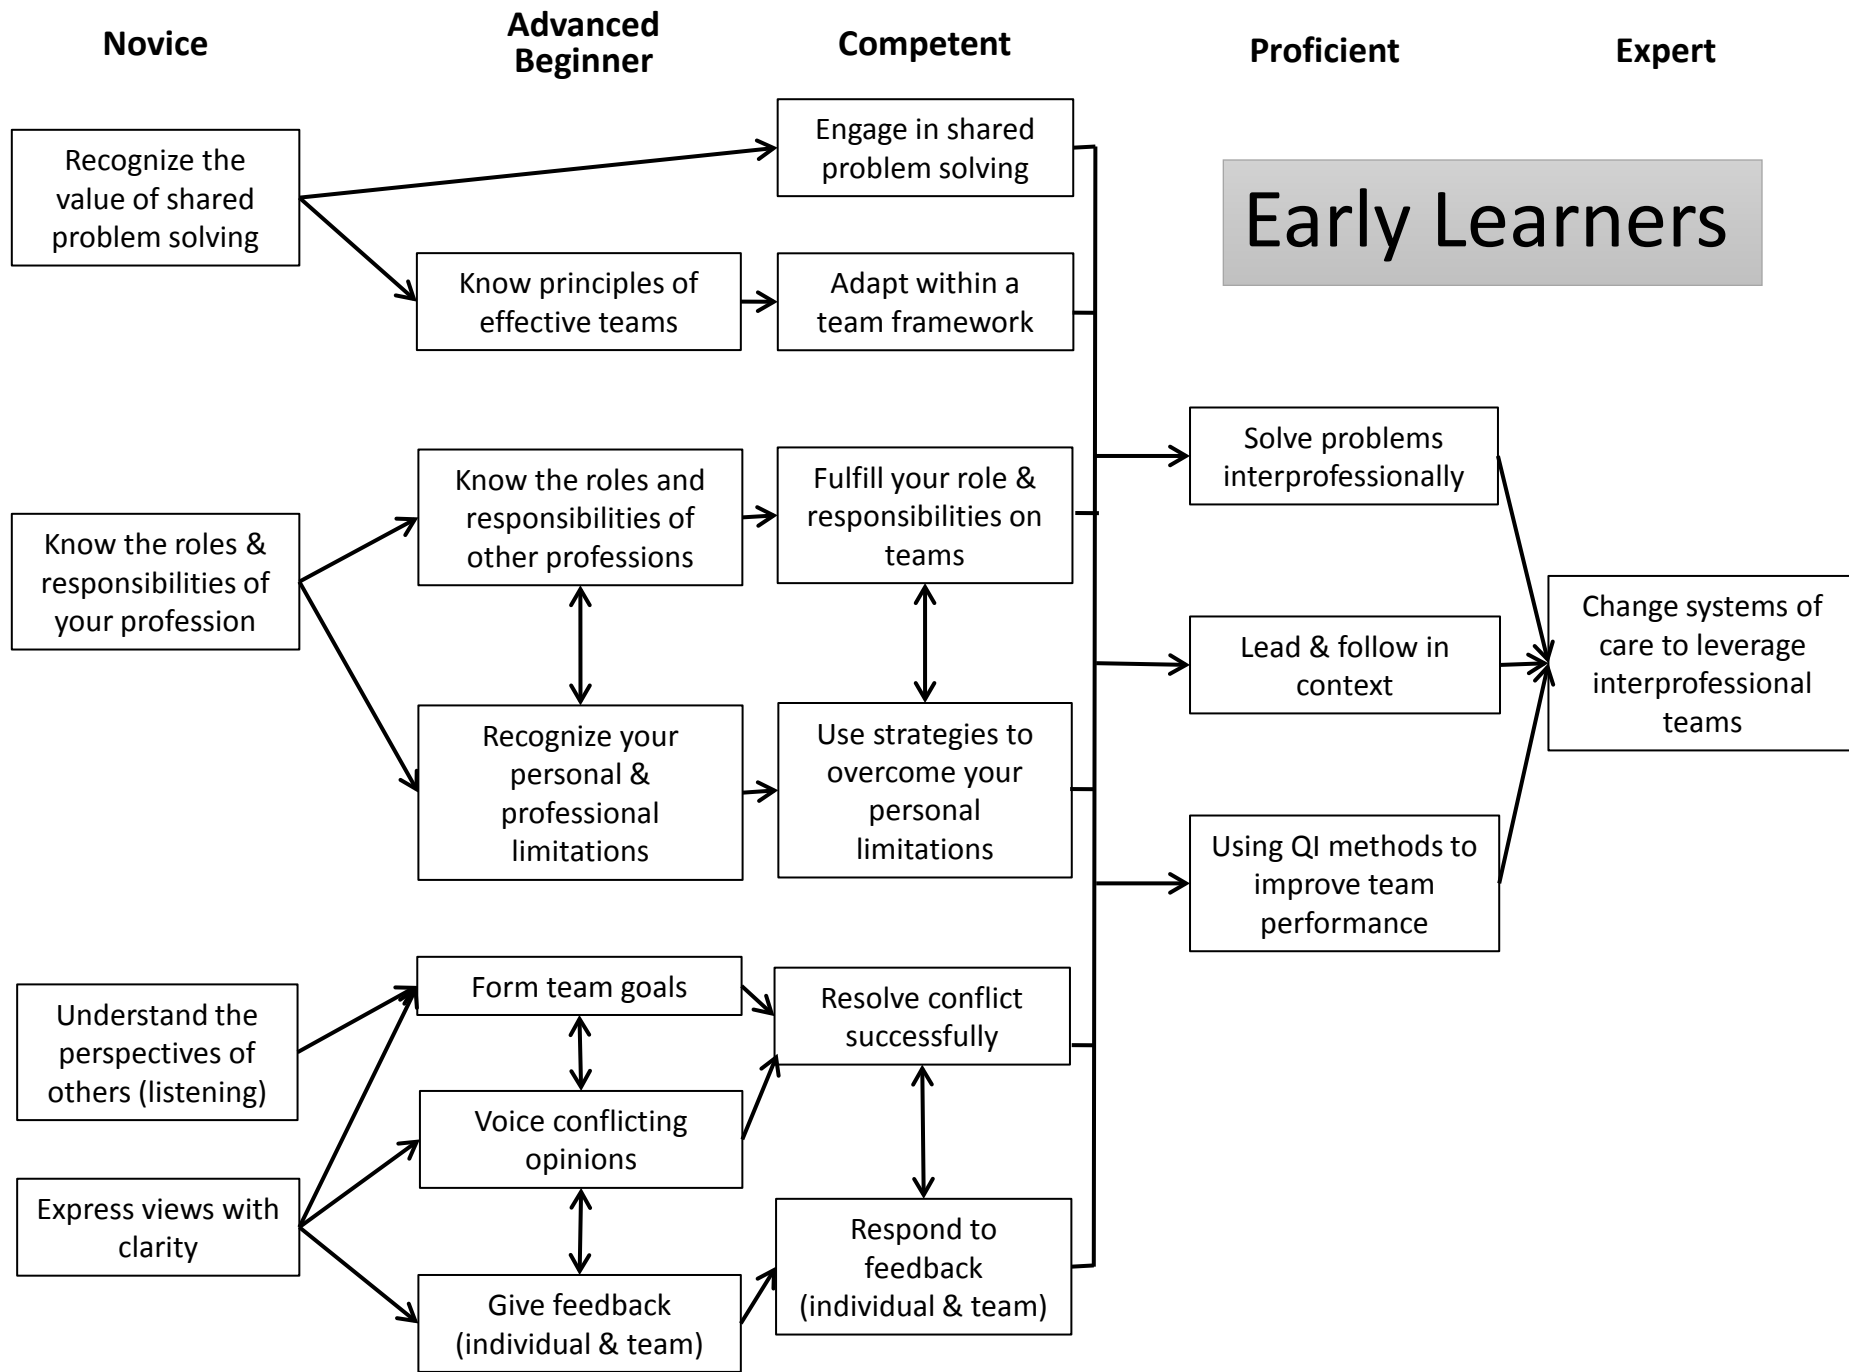 Novice
Advanced
Beginner
Competent
Proficient
Expert
Early Learners
Recognize the
value of shared
problem solving
Engage in shared
problem solving
Know principles of
effective teams
Adapt within a
team framework
Know the roles &
responsibilities of
your profession
Know the roles and
responsibilities of
other professions
Fulfill your role &
responsibilities on
teams
Recognize your
personal &
professional
limitations
Use strategies to
overcome your
personal
limitations
Understand the
perspectives of
others (listening)
Express views with
clarity
Form team goals
Voice conflicting
opinions
Give feedback
(individual & team)
Resolve conflict
successfully
Respond to
feedback
(individual & team)
Solve problems
interprofessionally
Lead & follow in
context
Using QI methods to
improve team
performance
Change systems of
care to leverage
interprofessional
teams